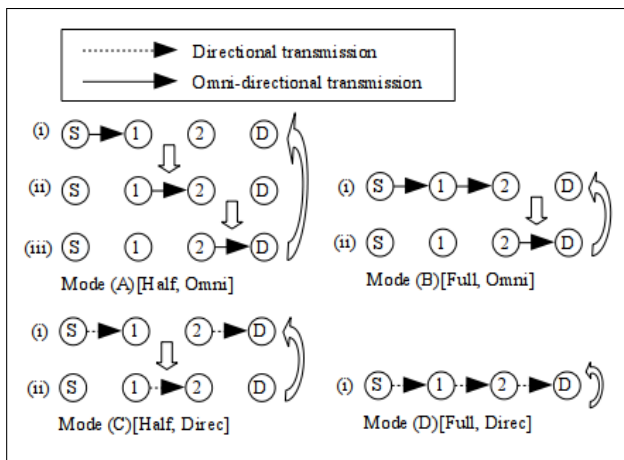 Directional transmission
Omni-directional transmission
(i) S 1 2 D
(ii) S 1 2 D
(iii) S 1 2 D
Mode (A)[Half, Omni]
(i) S 1 2 D
(ii) S 1 2 D
Mode (B)[Full, Omni]
(i) S 1 2 D
(ii) S 1 2 D
Mode (C)[Half, Direc]
(i) S 1 2 D
Mode (D)[Full, Direc]